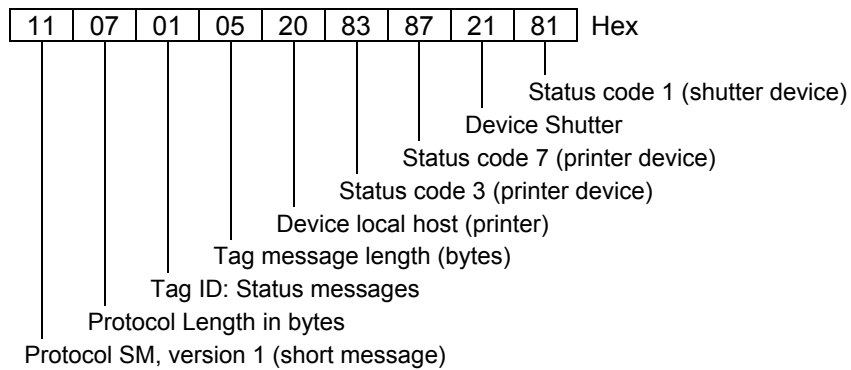 11 07 01 05 20 83 87 21 81 Hex
Status code 1 (shutter device)
Device Shutter
Status code 7 (printer device)
Status code 3 (printer device)
Device local host (printer)
Tag message length (bytes)
Tag ID: Status messages
Protocol Length in bytes
Protocol SM, version 1 (short message)